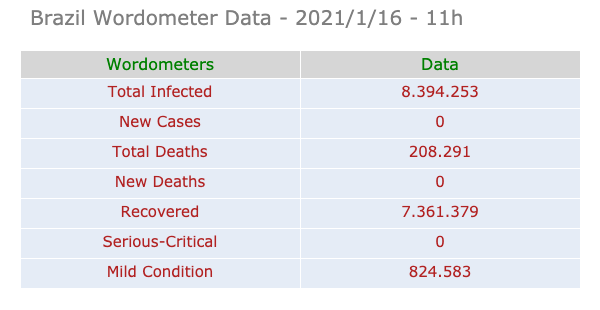 Brazil Wordometer Data - 2021/1/16 - 11h
Wordometers Data
Total Infected 8.394.253
New Cases 0
Total Deaths 208.291
New Deaths 0
Recovered 7.361.379
Serious-Critical 0
Mild Condition 824.583